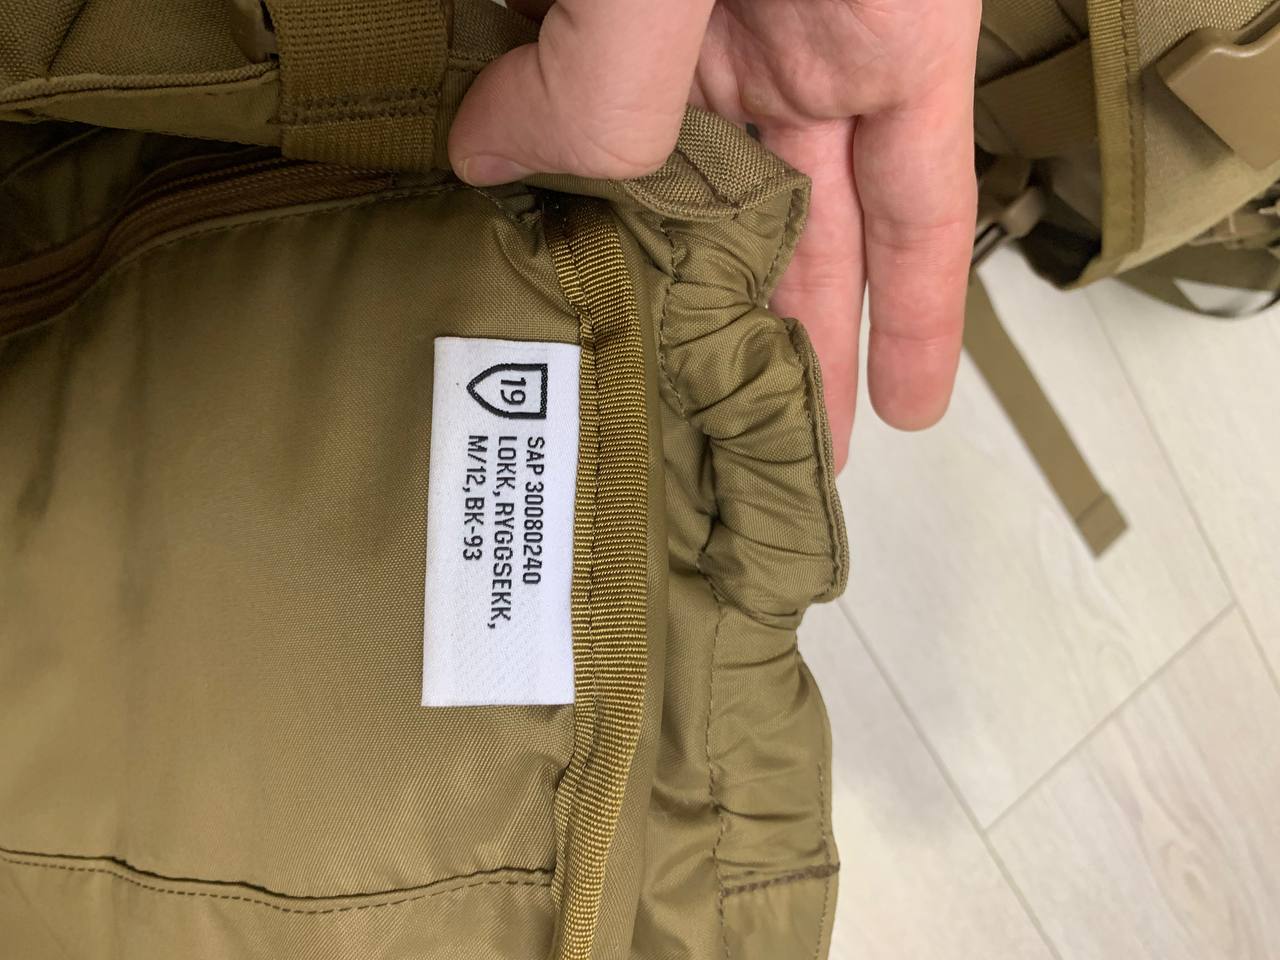 19
SAP 30080240
LOKK, RYGGSEKK,
M/12, BK-93